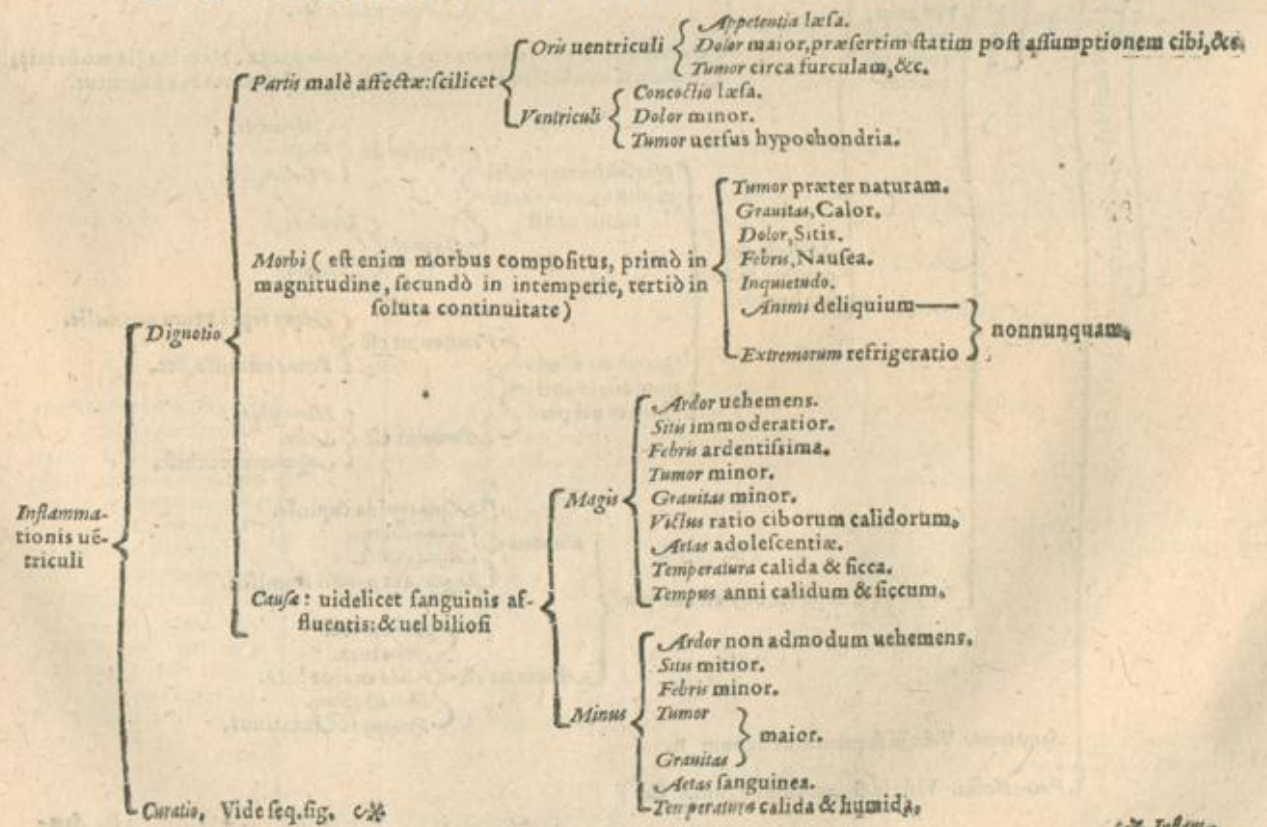 Inflamma-
tionis uē-
triculi
Dignotio
Partis malè affectæ: ſcilicet
Oris uentriculi
Appetentia læſa.
Dolor maior, præſertim ſtatim poſt aſſumptionem cibi, &c.
Tumor circa furculam, &c.
Ventriculi
Concoctio læſa.
Dolor minor.
Tumor uerſus hypochondria.
Morbi ( eſt enim morbus compoſitus, primò in
magnitudine, ſecundò in intemperie, tertiò in
ſoluta continuitate )
Tumor præter naturam.
Grauitas, Calor.
Dolor, Sitis.
Febris, Nauſea.
Inquietudo.
Animi deliquium
Extremorum refrigeratio
nonnunquam.
Cauſæ: uidelicet ſanguinis af-
fluentis: & uel bilioſi
Magis
Ardor uehemens.
Sitis immoderatior.
Febris ardentiſsima.
Tumor minor.
Grauitas minor.
Victus ratio ciborum calidorum.
Aetas adoleſcentiæ.
Temperatura calida & ſicca.
Tempus anni calidum & ſiccum.
Minus
Ardor non admodum uehemens.
Sitis mitior.
Febris minor.
Tumor
Grauitas
maior.
Aetas ſanguinea.
Temperatura calida & humida.
Curatio. Vide ſeq. fig.
Inflam-